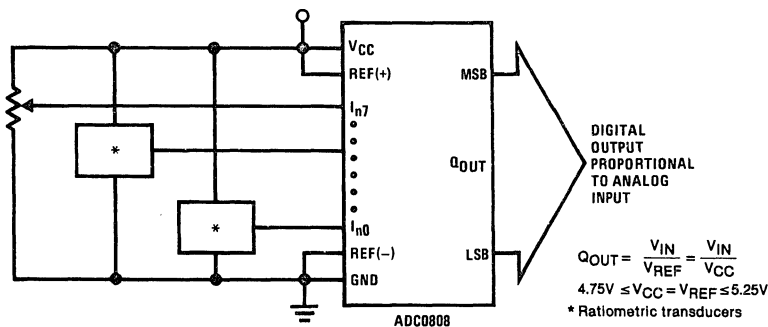 VCC
REF(+)
In7
*
*
In0
REF(−)
GND
MSB
QOUT
LSB
ADC0808
DIGITAL
OUTPUT
PROPORTIONAL
TO ANALOG
INPUT
QOUT = VIN/VREF = VIN/VCC
4.75V ≤ VCC = VREF ≤ 5.25V
* Ratiometric transducers